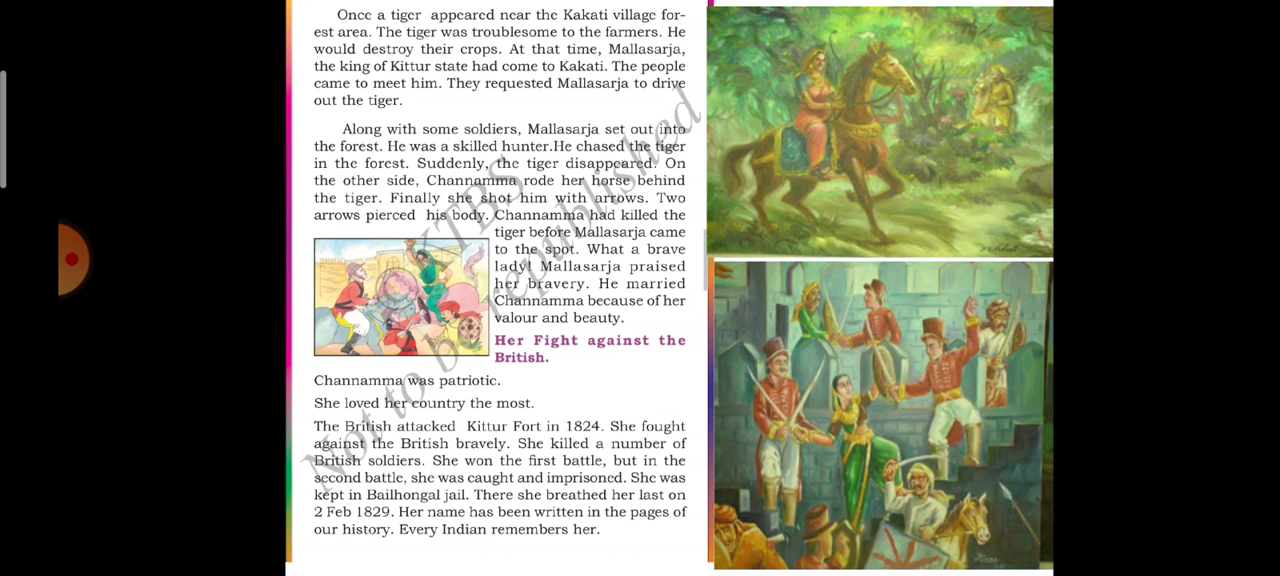 Once a tiger appeared near the Kakati village for-
est area. The tiger was troublesome to the farmers. He
would destroy their crops. At that time, Mallasarja,
the king of Kittur state had come to Kakati. The people
came to meet him. They requested Mallasarja to drive
out the tiger.
Along with some soldiers, Mallasarja set out into
the forest. He was a skilled hunter.He chased the tiger
in the forest. Suddenly, the tiger disappeared. On
the other side, Channamma rode her horse behind
the tiger. Finally she shot him with arrows. Two
arrows pierced his body. Channamma had killed the
tiger before Mallasarja came
to the spot. What a brave
lady! Mallasarja praised
her bravery. He married
Channamma because of her
valour and beauty.
Her Fight against the
British.
Channamma was patriotic.
She loved her country the most.
The British attacked Kittur Fort in 1824. She fought
against the British bravely. She killed a number of
British soldiers. She won the first battle, but in the
second battle, she was caught and imprisoned. She was
kept in Bailhongal jail. There she breathed her last on
2 Feb 1829. Her name has been written in the pages of
our history. Every Indian remembers her.
KTBS
Not to be republished